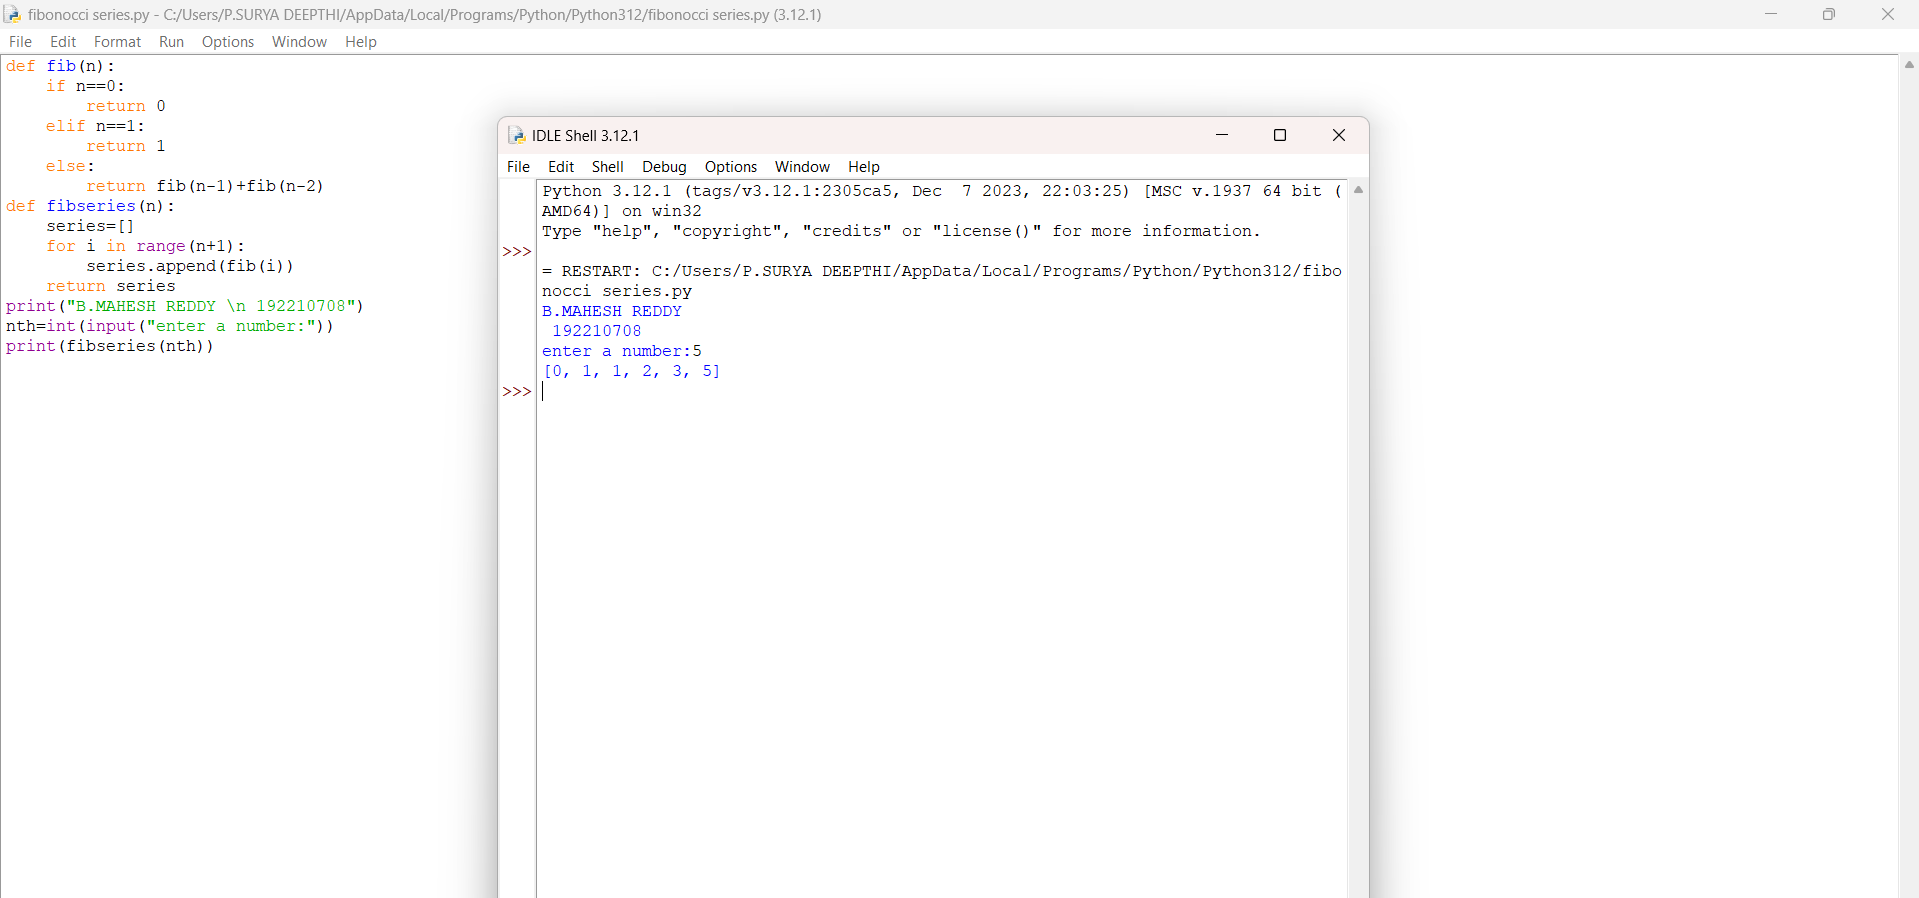 fibonocci series.py - C:/Users/P.SURYA DEEPTHI/AppData/Local/Programs/Python/Python312/fibonocci series.py (3.12.1)
File Edit Format Run Options Window Help
def fib(n):
    if n==0:
        return 0
    elif n==1:
        return 1
    else:
        return fib(n-1)+fib(n-2)
def fibseries(n):
    series=[]
    for i in range(n+1):
        series.append(fib(i))
    return series
print("B.MAHESH REDDY \n 192210708")
nth=int(input("enter a number:"))
print(fibseries(nth))
IDLE Shell 3.12.1
File Edit Shell Debug Options Window Help
Python 3.12.1 (tags/v3.12.1:2305ca5, Dec  7 2023, 22:03:25) [MSC v.1937 64 bit (
AMD64)] on win32
Type "help", "copyright", "credits" or "license()" for more information.
>>>
= RESTART: C:/Users/P.SURYA DEEPTHI/AppData/Local/Programs/Python/Python312/fibo
nocci series.py
B.MAHESH REDDY
 192210708
enter a number:5
[0, 1, 1, 2, 3, 5]
>>>